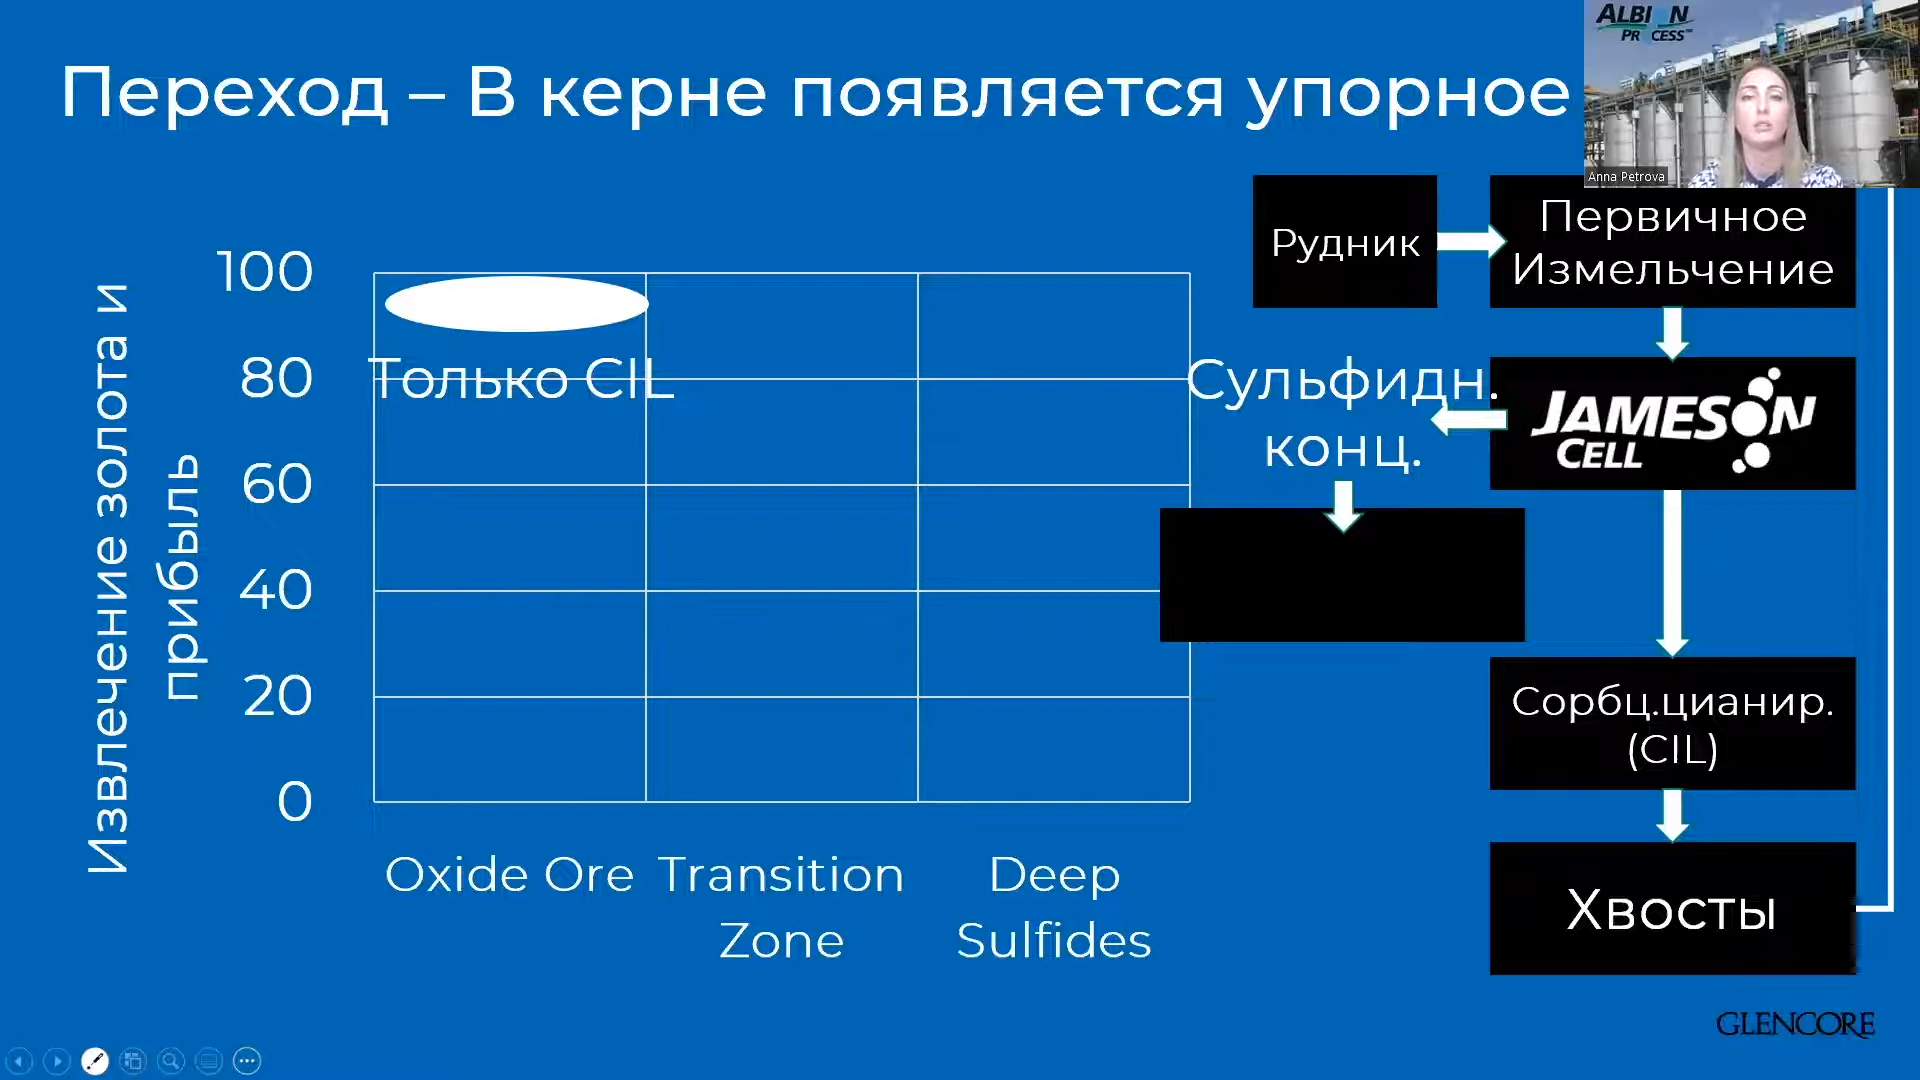 Переход – В керне появляется упорное
ALBION
PROCESS™
Anna Petrova
Извлечение золота и
прибыль
100
80
60
40
20
0
Только CIL
Oxide Ore
Transition
Zone
Deep
Sulfides
Рудник
Первичное
Измельчение
Сульфидн.
конц.
JAMESON
CELL
Сорбц.цианир.
(CIL)
Хвосты
GLENCORE